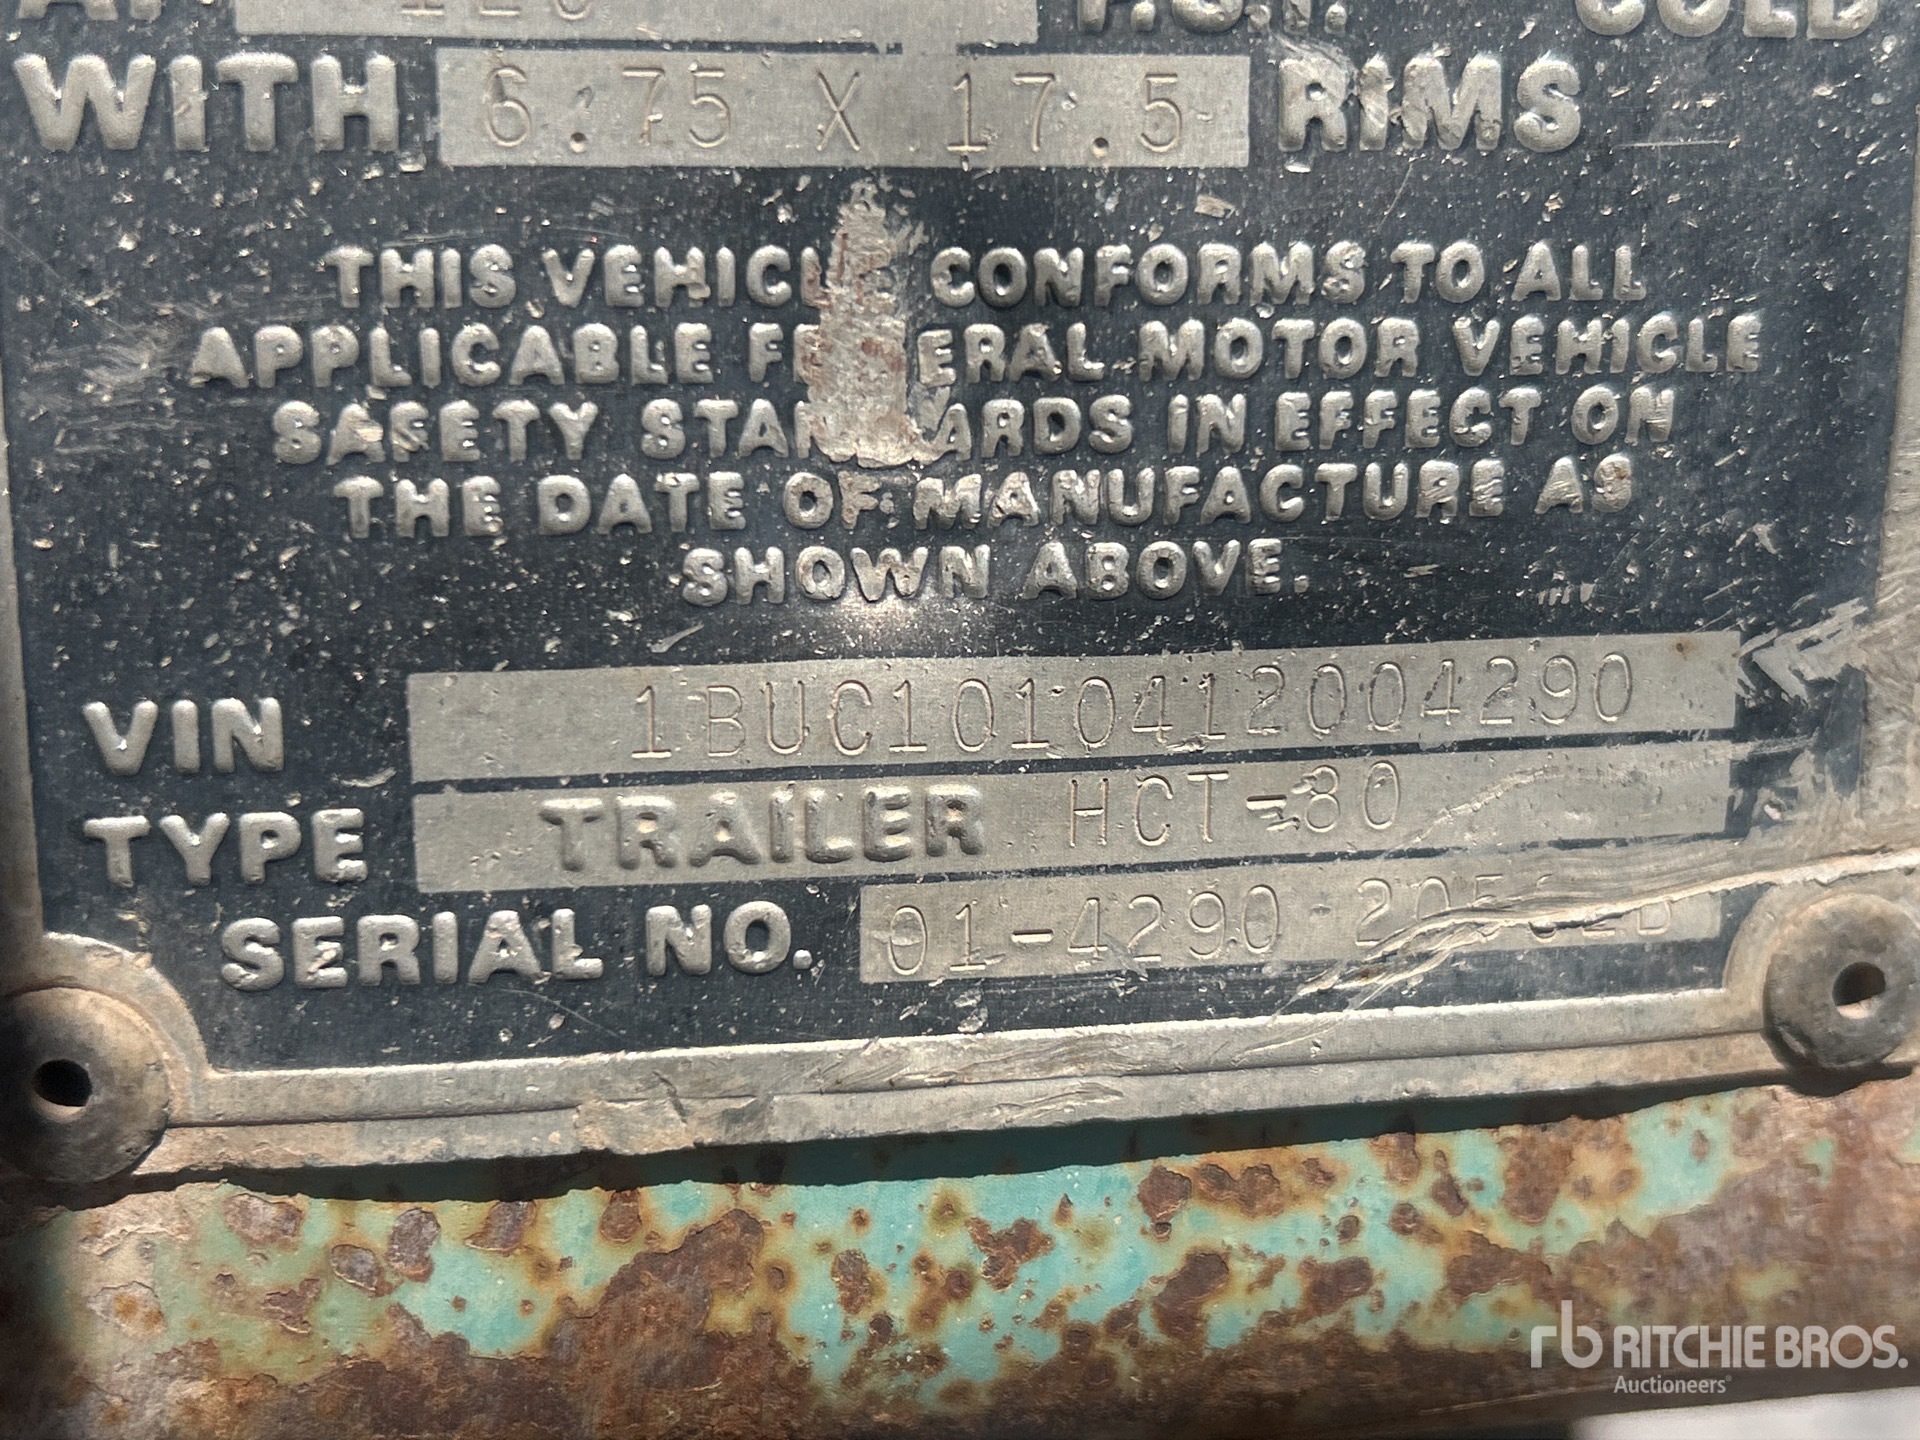 P.S.I. COLD
WITH 6.75 X 17.5 RIMS
THIS VEHICLE CONFORMS TO ALL
APPLICABLE FEDERAL MOTOR VEHICLE
SAFETY STANDARDS IN EFFECT ON
THE DATE OF MANUFACTURE AS
SHOWN ABOVE.
VIN 1BUC1010412004290
TYPE TRAILER HCT-80
SERIAL NO. 01-4290
rb RITCHIE BROS.
Auctioneers